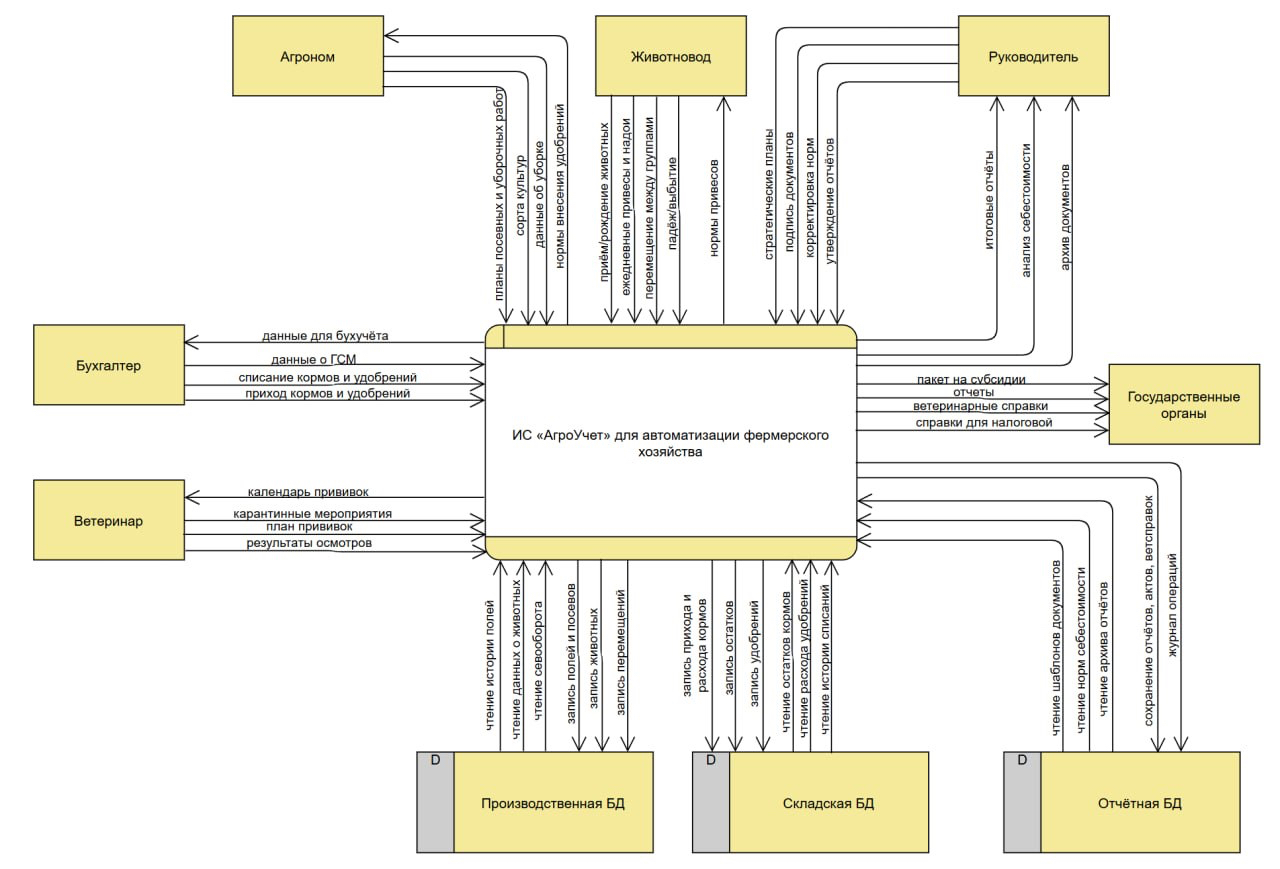 Агроном
Животновод
Руководитель
планы посевных и уборочных работ
сорта культур
данные об уборке
нормы внесения удобрений
приём/рождение животных
ежедневные привесы и надои
перемещение между группами
падёж/выбытие
нормы привесов
стратегические планы
подпись документов
корректировка норм
утверждение отчётов
итоговые отчёты
анализ себестоимости
архив документов
Бухгалтер
данные для бухучёта
данные о ГСМ
списание кормов и удобрений
приход кормов и удобрений
ИС «АгроУчет» для автоматизации фермерского
хозяйства
пакет на субсидии
отчеты
ветеринарные справки
справки для налоговой
Государственные
органы
Ветеринар
календарь прививок
карантинные мероприятия
план прививок
результаты осмотров
чтение истории полей
чтение данных о животных
чтение севооборота
запись полей и посевов
запись животных
запись перемещений
запись прихода и
расхода кормов
запись остатков
запись удобрений
чтение остатков кормов
чтение расхода удобрений
чтение истории списаний
чтение шаблонов документов
чтение норм себестоимости
чтение архива отчётов
сохранение отчётов, актов, ветсправок
журнал операций
D
Производственная БД
D
Складская БД
D
Отчётная БД